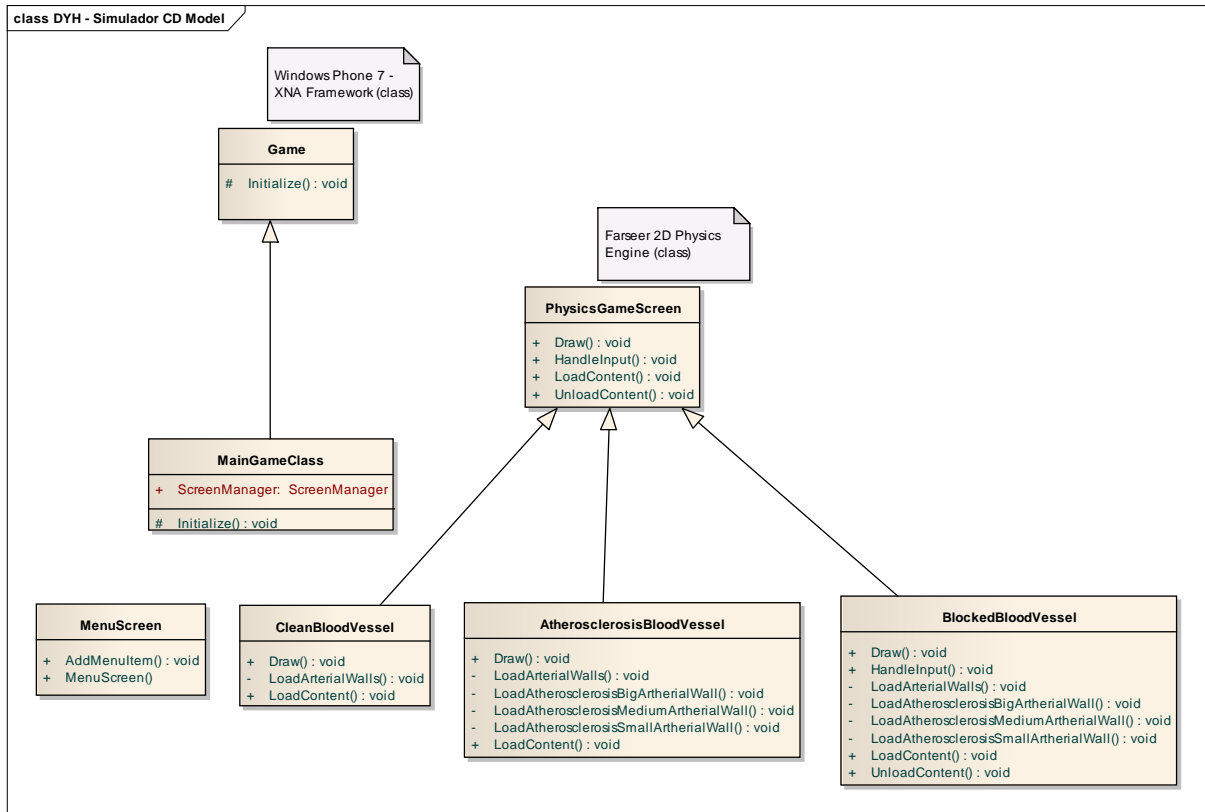 class DYH - Simulador CD Model
Windows Phone 7 -
XNA Framework (class)
Game
# Initialize() : void
Farseer 2D Physics
Engine (class)
PhysicsGameScreen
+ Draw() : void
+ HandleInput() : void
+ LoadContent() : void
+ UnloadContent() : void
MainGameClass
+ ScreenManager: ScreenManager
# Initialize() : void
MenuScreen
+ AddMenuItem() : void
+ MenuScreen()
CleanBloodVessel
+ Draw() : void
- LoadArterialWalls() : void
+ LoadContent() : void
AtherosclerosisBloodVessel
+ Draw() : void
- LoadArterialWalls() : void
- LoadAtherosclerosisBigArtherialWall() : void
- LoadAtherosclerosisMediumArtherialWall() : void
- LoadAtherosclerosisSmallArtherialWall() : void
+ LoadContent() : void
BlockedBloodVessel
+ Draw() : void
+ HandleInput() : void
- LoadArterialWalls() : void
- LoadAtherosclerosisBigArtherialWall() : void
- LoadAtherosclerosisMediumArtherialWall() : void
- LoadAtherosclerosisSmallArtherialWall() : void
+ LoadContent() : void
+ UnloadContent() : void